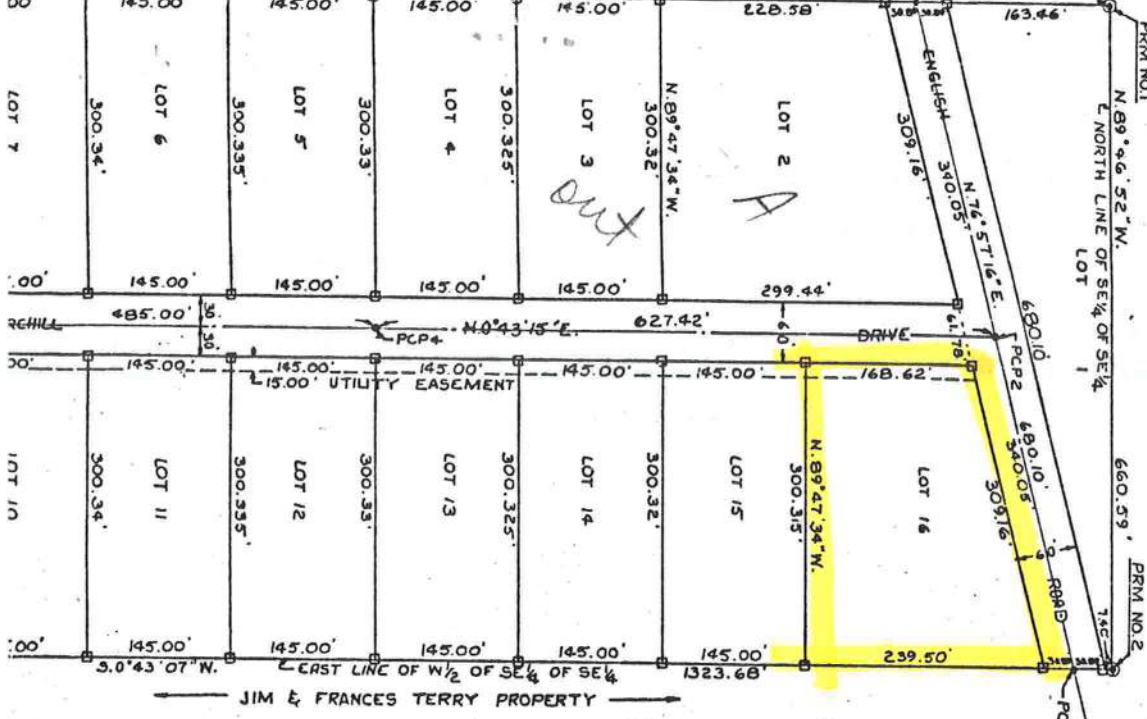 145.00'
145.00'
145.00'
145.00'
228.58'
163.46'
PRM NO.1
LOT 7
300.34'
LOT 6
300.335'
LOT 5
300.33'
LOT 4
300.325'
LOT 3
out
300.32'
N.89°47'34"W.
LOT 2
A
309.16'
ENGLISH
340.05'
N.76°57'16"E.
680.10'
LOT 1
℄ NORTH LINE OF SE¼ OF SE¼
N.89°46'52"W.
660.59'
PRM NO.2
.00'
145.00'
145.00'
145.00'
145.00'
299.44'
RCHILL
485.00'
30.
30'
PCP4
N.0°43'15"E.
627.42'
60'
DRIVE
61.78'
PCP2
145.00'
145.00'
145.00'
145.00'
145.00'
168.62'
15.00' UTILITY EASEMENT
LOT 10
300.34'
LOT 11
300.335'
LOT 12
300.33'
LOT 13
300.325'
LOT 14
300.32'
LOT 15
300.315'
N.89°47'34"W.
LOT 16
309.16'
340.05'
680.10'
60'
ROAD
.00'
145.00'
145.00'
145.00'
145.00'
145.00'
239.50'
S.0°43'07"W.
℄ EAST LINE OF W/2 OF SE¼ OF SE¼
1323.68'
JIM & FRANCES TERRY PROPERTY